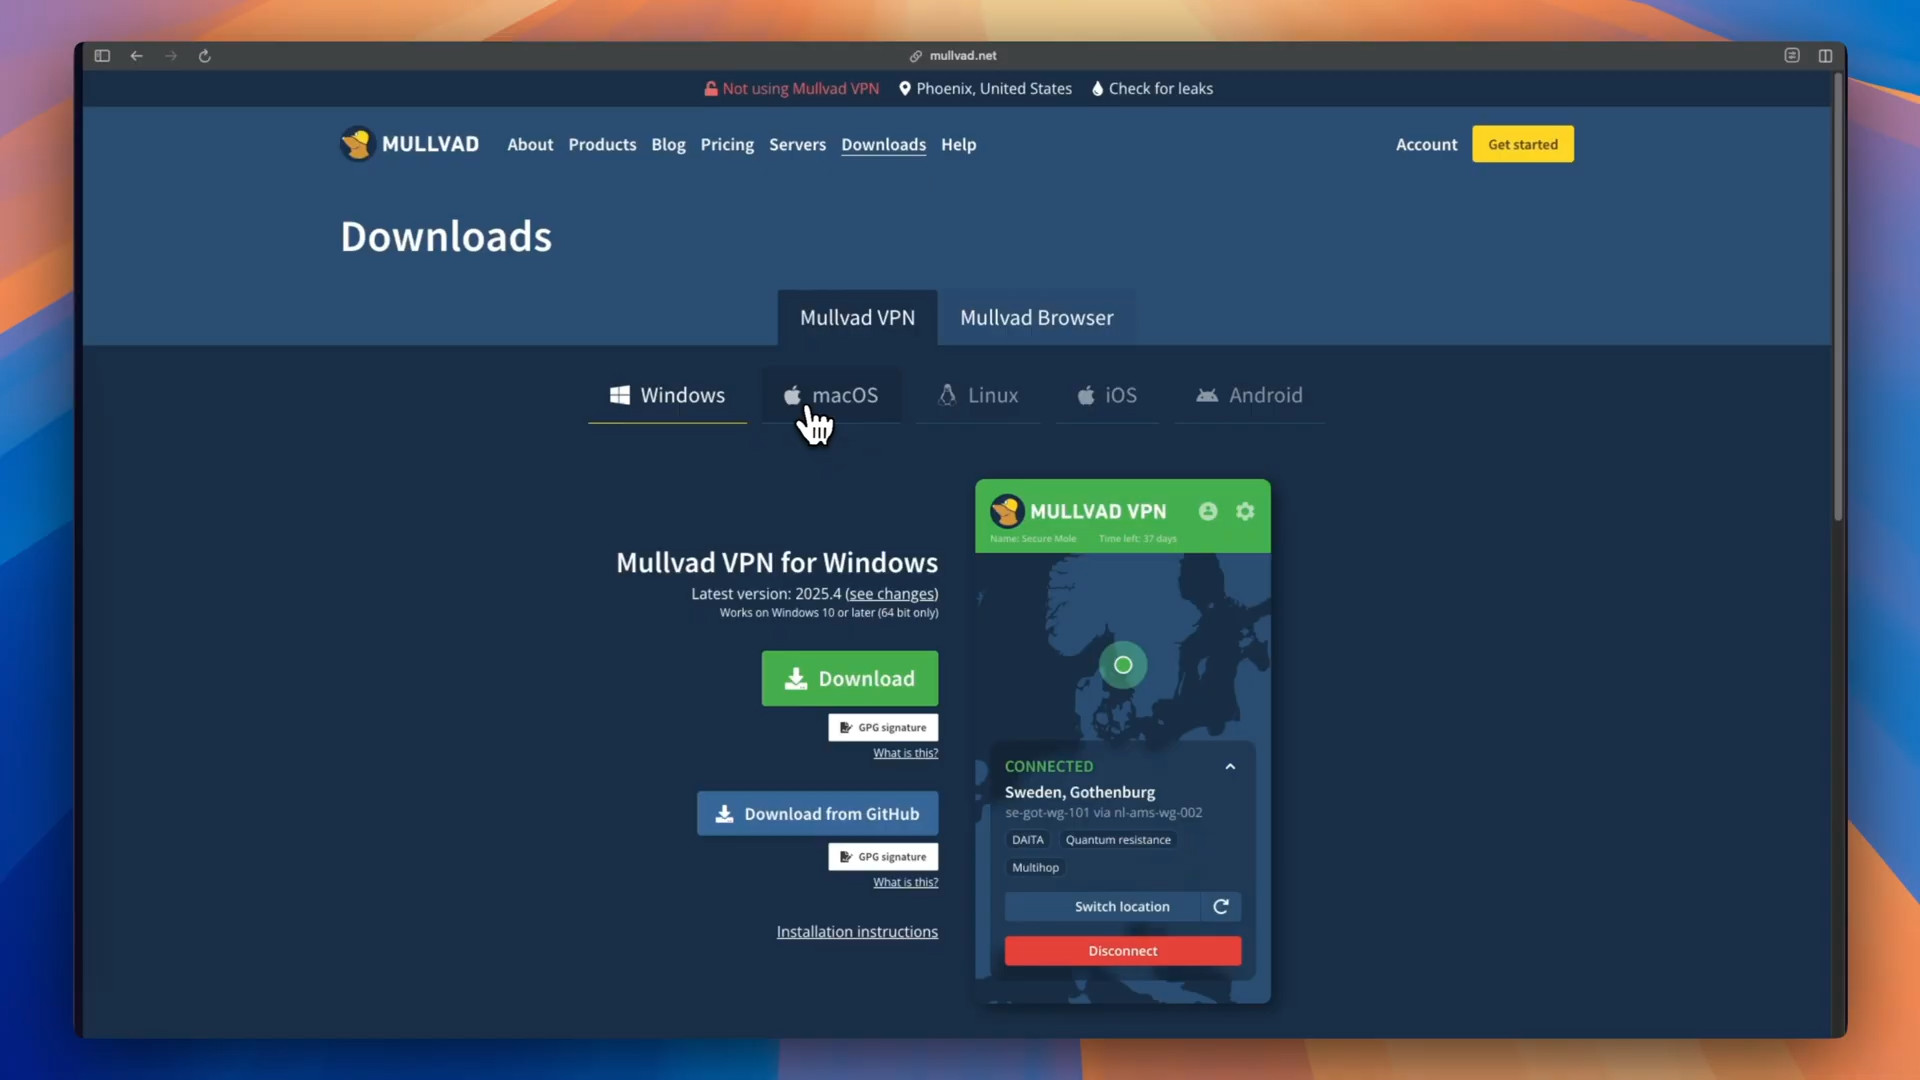 mullvad.net
Not using Mullvad VPN Phoenix, United States Check for leaks
MULLVAD About Products Blog Pricing Servers Downloads Help Account Get started
Downloads
Mullvad VPN Mullvad Browser
Windows macOS Linux iOS Android
Mullvad VPN for Windows
Latest version: 2025.4 (see changes)
Works on Windows 10 or later (64 bit only)
Download
GPG signature
What is this?
Download from GitHub
GPG signature
What is this?
Installation instructions
MULLVAD VPN
Name: Secure Mole Time left: 37 days
CONNECTED
Sweden, Gothenburg
se-got-wg-101 via nl-ams-wg-002
DAITA Quantum resistance
Multihop
Switch location
Disconnect